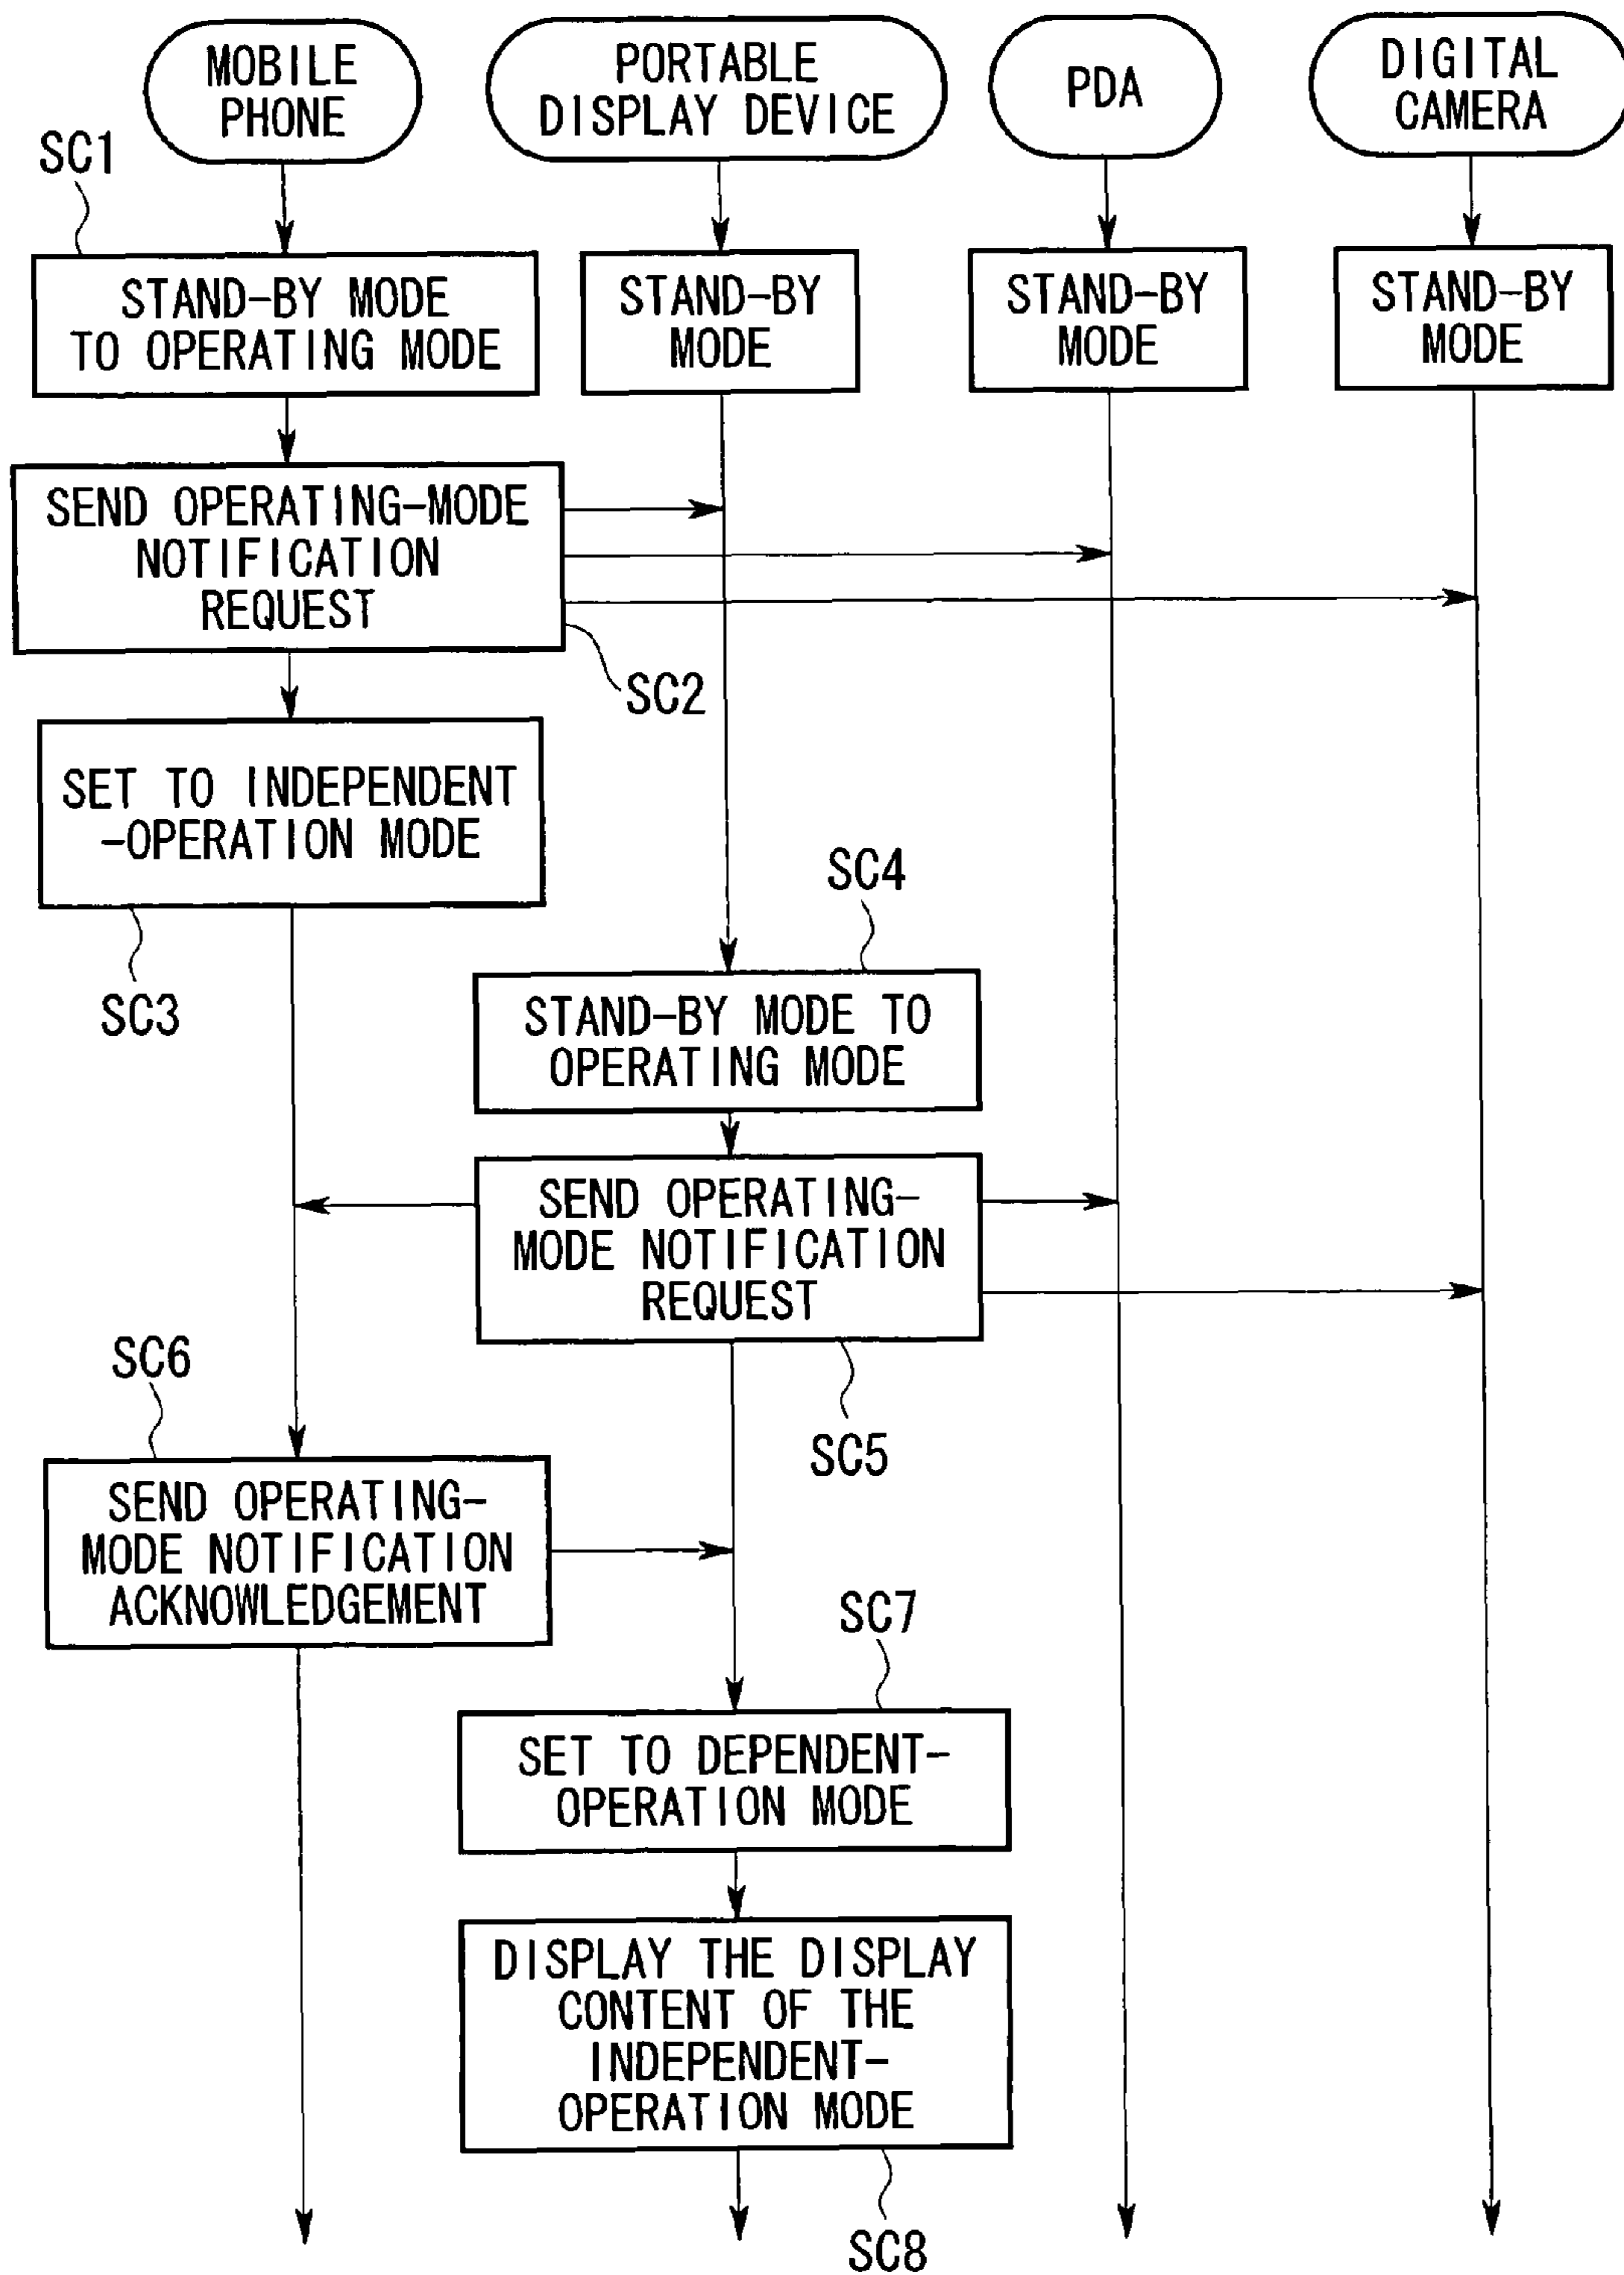 MOBILE
PHONE
PORTABLE
DISPLAY DEVICE
PDA
DIGITAL
CAMERA
SC1
STAND-BY MODE
TO OPERATING MODE
STAND-BY
MODE
STAND-BY
MODE
STAND-BY
MODE
SEND OPERATING-MODE
NOTIFICATION
REQUEST
SC2
SET TO INDEPENDENT
-OPERATION MODE
SC3
SC4
STAND-BY MODE TO
OPERATING MODE
SEND OPERATING-
MODE NOTIFICATION
REQUEST
SC5
SC6
SEND OPERATING-
MODE NOTIFICATION
ACKNOWLEDGEMENT
SC7
SET TO DEPENDENT-
OPERATION MODE
DISPLAY THE DISPLAY
CONTENT OF THE
INDEPENDENT-
OPERATION MODE
SC8